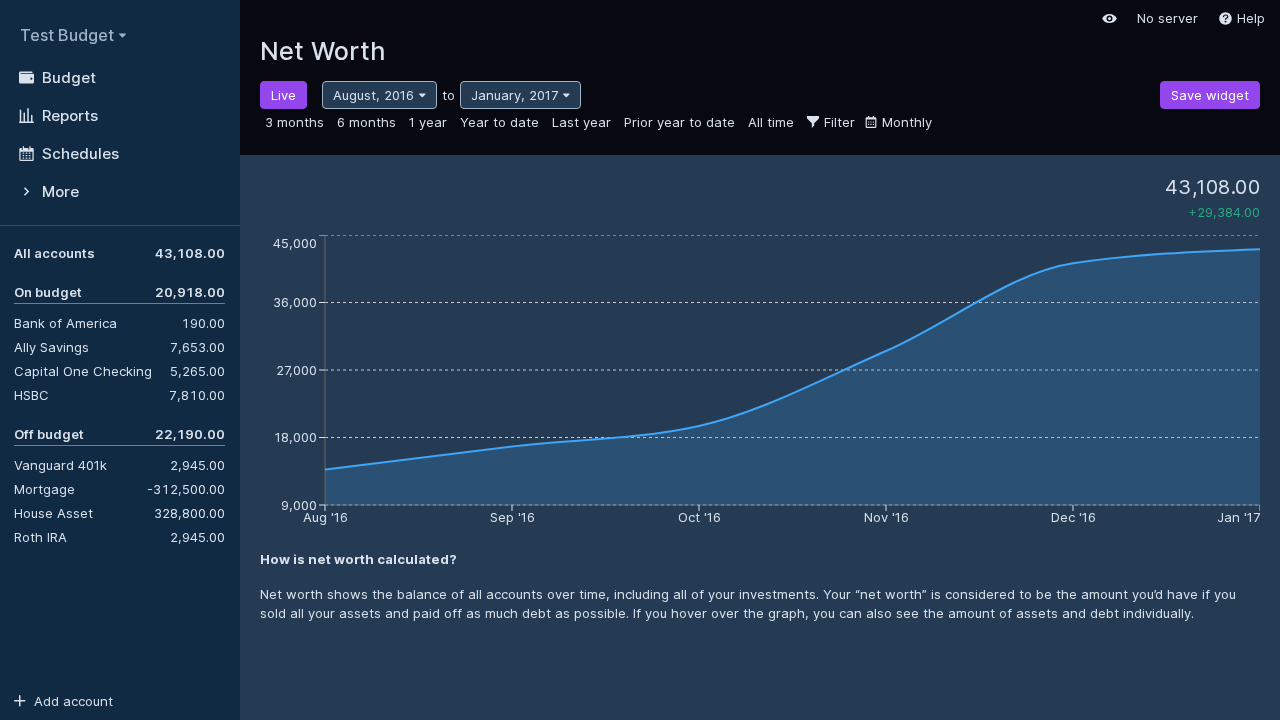 Test Budget
Budget
Reports
Schedules
More
All accounts 43,108.00
On budget 20,918.00
Bank of America 190.00
Ally Savings 7,653.00
Capital One Checking 5,265.00
HSBC 7,810.00
Off budget 22,190.00
Vanguard 401k 2,945.00
Mortgage -312,500.00
House Asset 328,800.00
Roth IRA 2,945.00
Add account
No server Help
Net Worth
Live August, 2016 to January, 2017 Save widget
3 months 6 months 1 year Year to date Last year Prior year to date All time Filter Monthly
43,108.00
+29,384.00
45,000
36,000
27,000
18,000
9,000
Aug '16 Sep '16 Oct '16 Nov '16 Dec '16 Jan '17
How is net worth calculated?
Net worth shows the balance of all accounts over time, including all of your investments. Your “net worth” is considered to be the amount you’d have if you
sold all your assets and paid off as much debt as possible. If you hover over the graph, you can also see the amount of assets and debt individually.